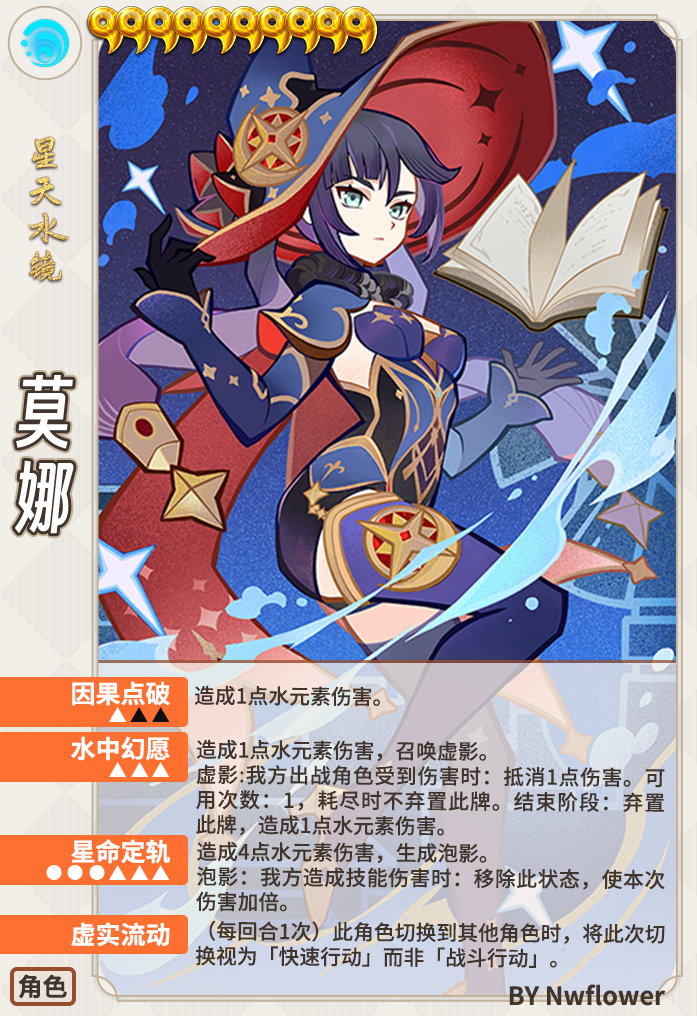 星天水镜
莫娜
因果点破
造成1点水元素伤害。
水中幻愿
造成1点水元素伤害，召唤虚影。
虚影:我方出战角色受到伤害时：抵消1点伤害。可
用次数：1，耗尽时不弃置此牌。结束阶段：弃置
此牌，造成1点水元素伤害。
星命定轨
造成4点水元素伤害，生成泡影。
泡影：我方造成技能伤害时：移除此状态，使本次
伤害加倍。
虚实流动
（每回合1次）此角色切换到其他角色时，将此次切
换视为「快速行动」而非「战斗行动」。
角色
BY Nwflower